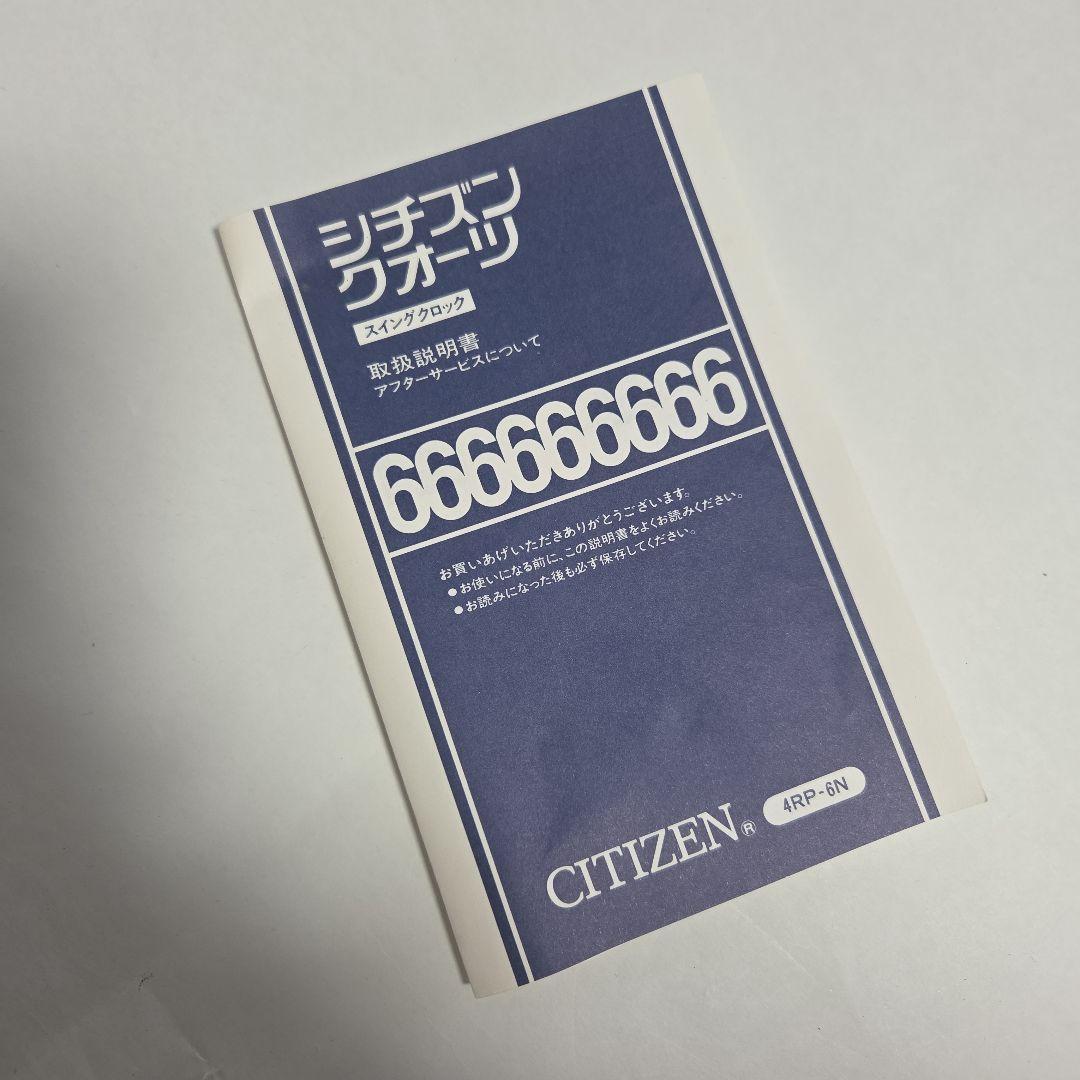 シチズン
クオーツ
スイングクロック
取扱説明書
アフターサービスについて
666666666
お買いあげいただきありがとうございます。
●お使いになる前に、この説明書をよくお読みください。
●お読みになった後も必ず保存してください。
CITIZEN® 4RP-6N